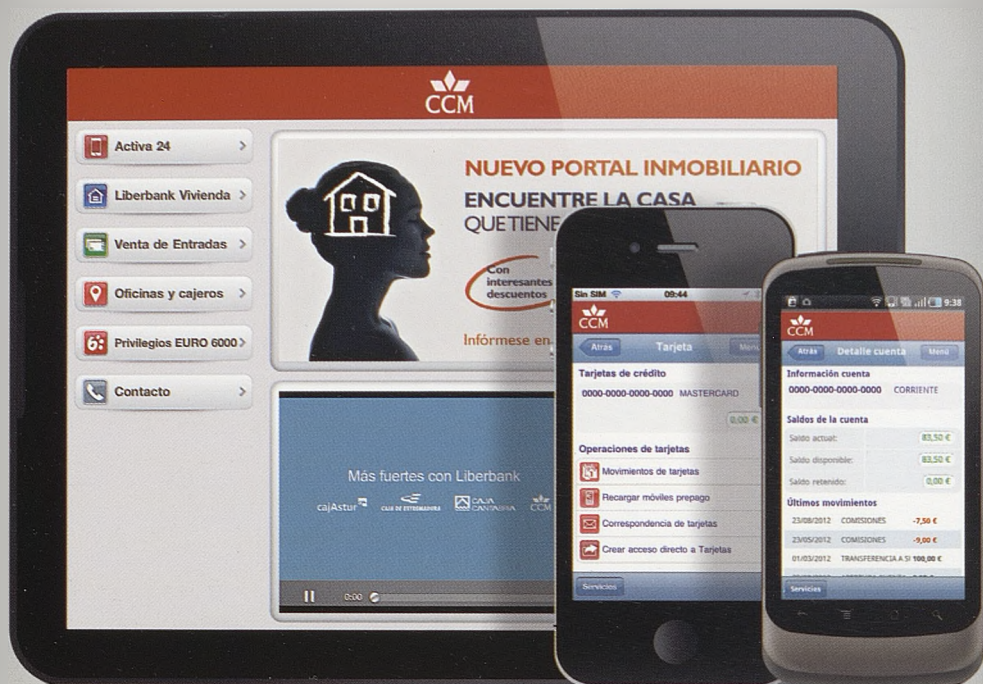 CCM
Activa 24
Liberbank Vivienda
Venta de Entradas
Oficinas y cajeros
Privilegios EURO 6000
Contacto
NUEVO PORTAL INMOBILIARIO
ENCUENTRE LA CASA
QUE TIENE
Con
interesantes
descuentos
Infórmese en
Más fuertes con Liberbank
cajAstur
CAJA DE EXTREMADURA
CAJA
CANTABRIA
CCM
0:00
Sin SIM 09:44
CCM
Atrás Tarjeta Menú
Tarjetas de crédito
0000-0000-0000-0000 MASTERCARD
0,00 €
Operaciones de tarjetas
Movimientos de tarjetas
Recargar móviles prepago
Correspondencia de tarjetas
Crear acceso directo a Tarjetas
Servicios
9:38
CCM
Atrás Detalle cuenta Menú
Información cuenta
0000-0000-0000-0000 CORRIENTE
Saldos de la cuenta
Saldo actual: 83,50 €
Saldo disponible: 83,50 €
Saldo retenido: 0,00 €
Últimos movimientos
23/08/2012 COMISIONES -7,50 €
23/05/2012 COMISIONES -9,00 €
01/03/2012 TRANSFERENCIA A SI 100,00 €
Servicios